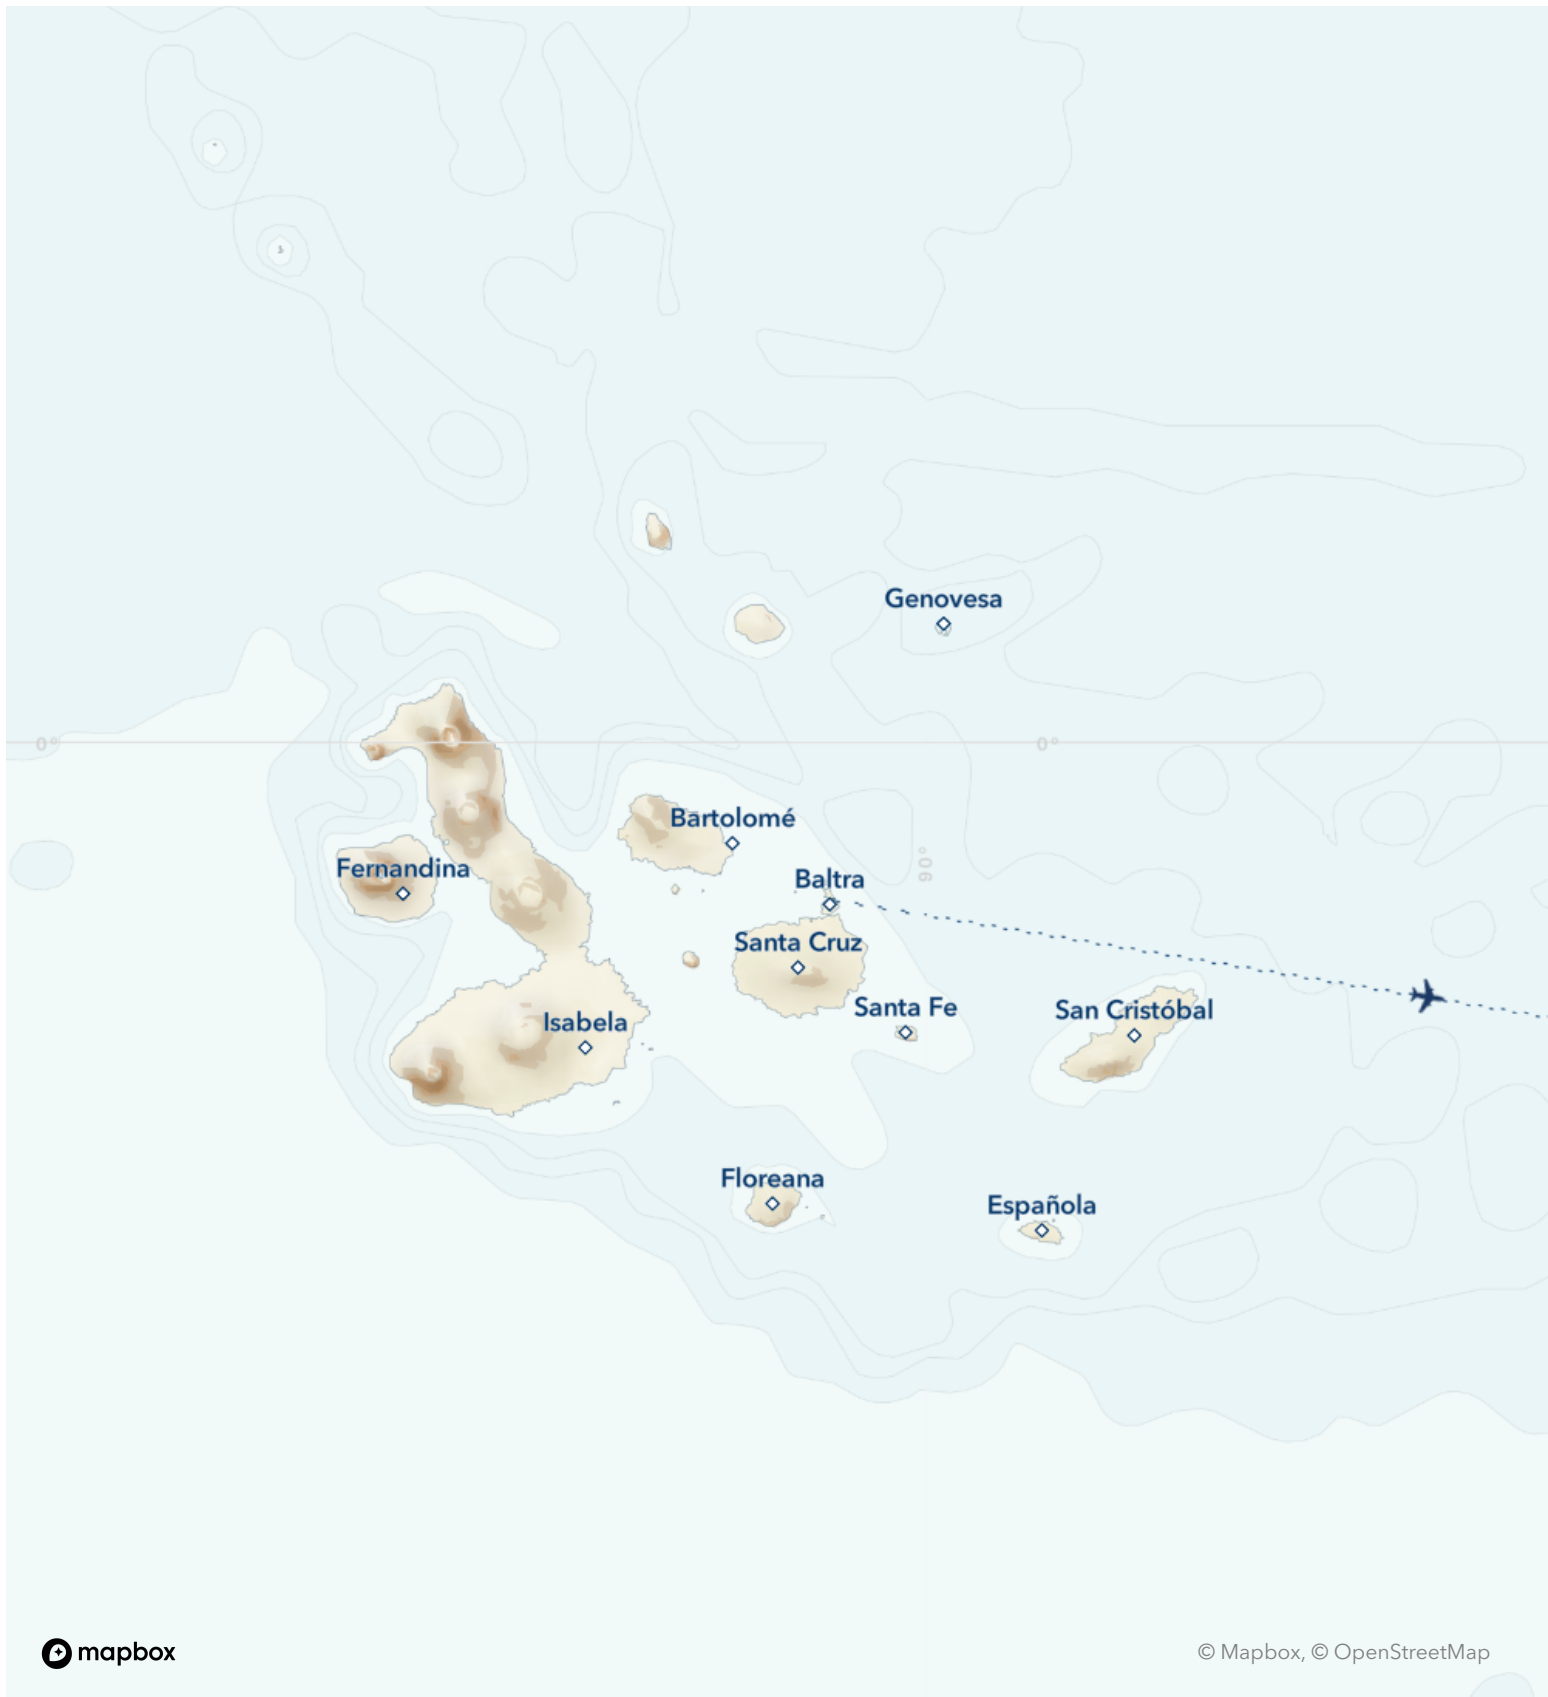 Genovesa
0°
0°
Bartolomé
90°
Fernandina
Baltra
Santa Cruz
Santa Fe
San Cristóbal
Isabela
Floreana
Española
mapbox
© Mapbox, © OpenStreetMap